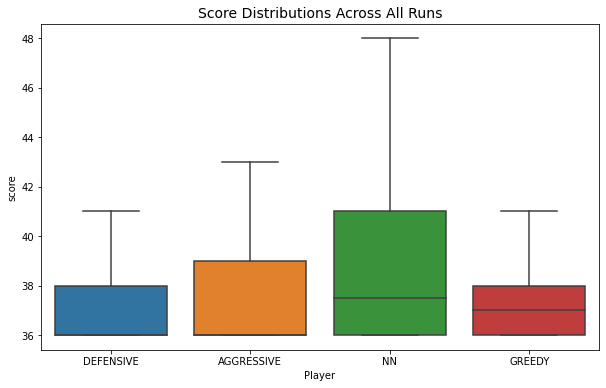 Score Distributions Across All Runs
score
48
46
44
42
40
38
36
DEFENSIVE
AGGRESSIVE
NN
GREEDY
Player